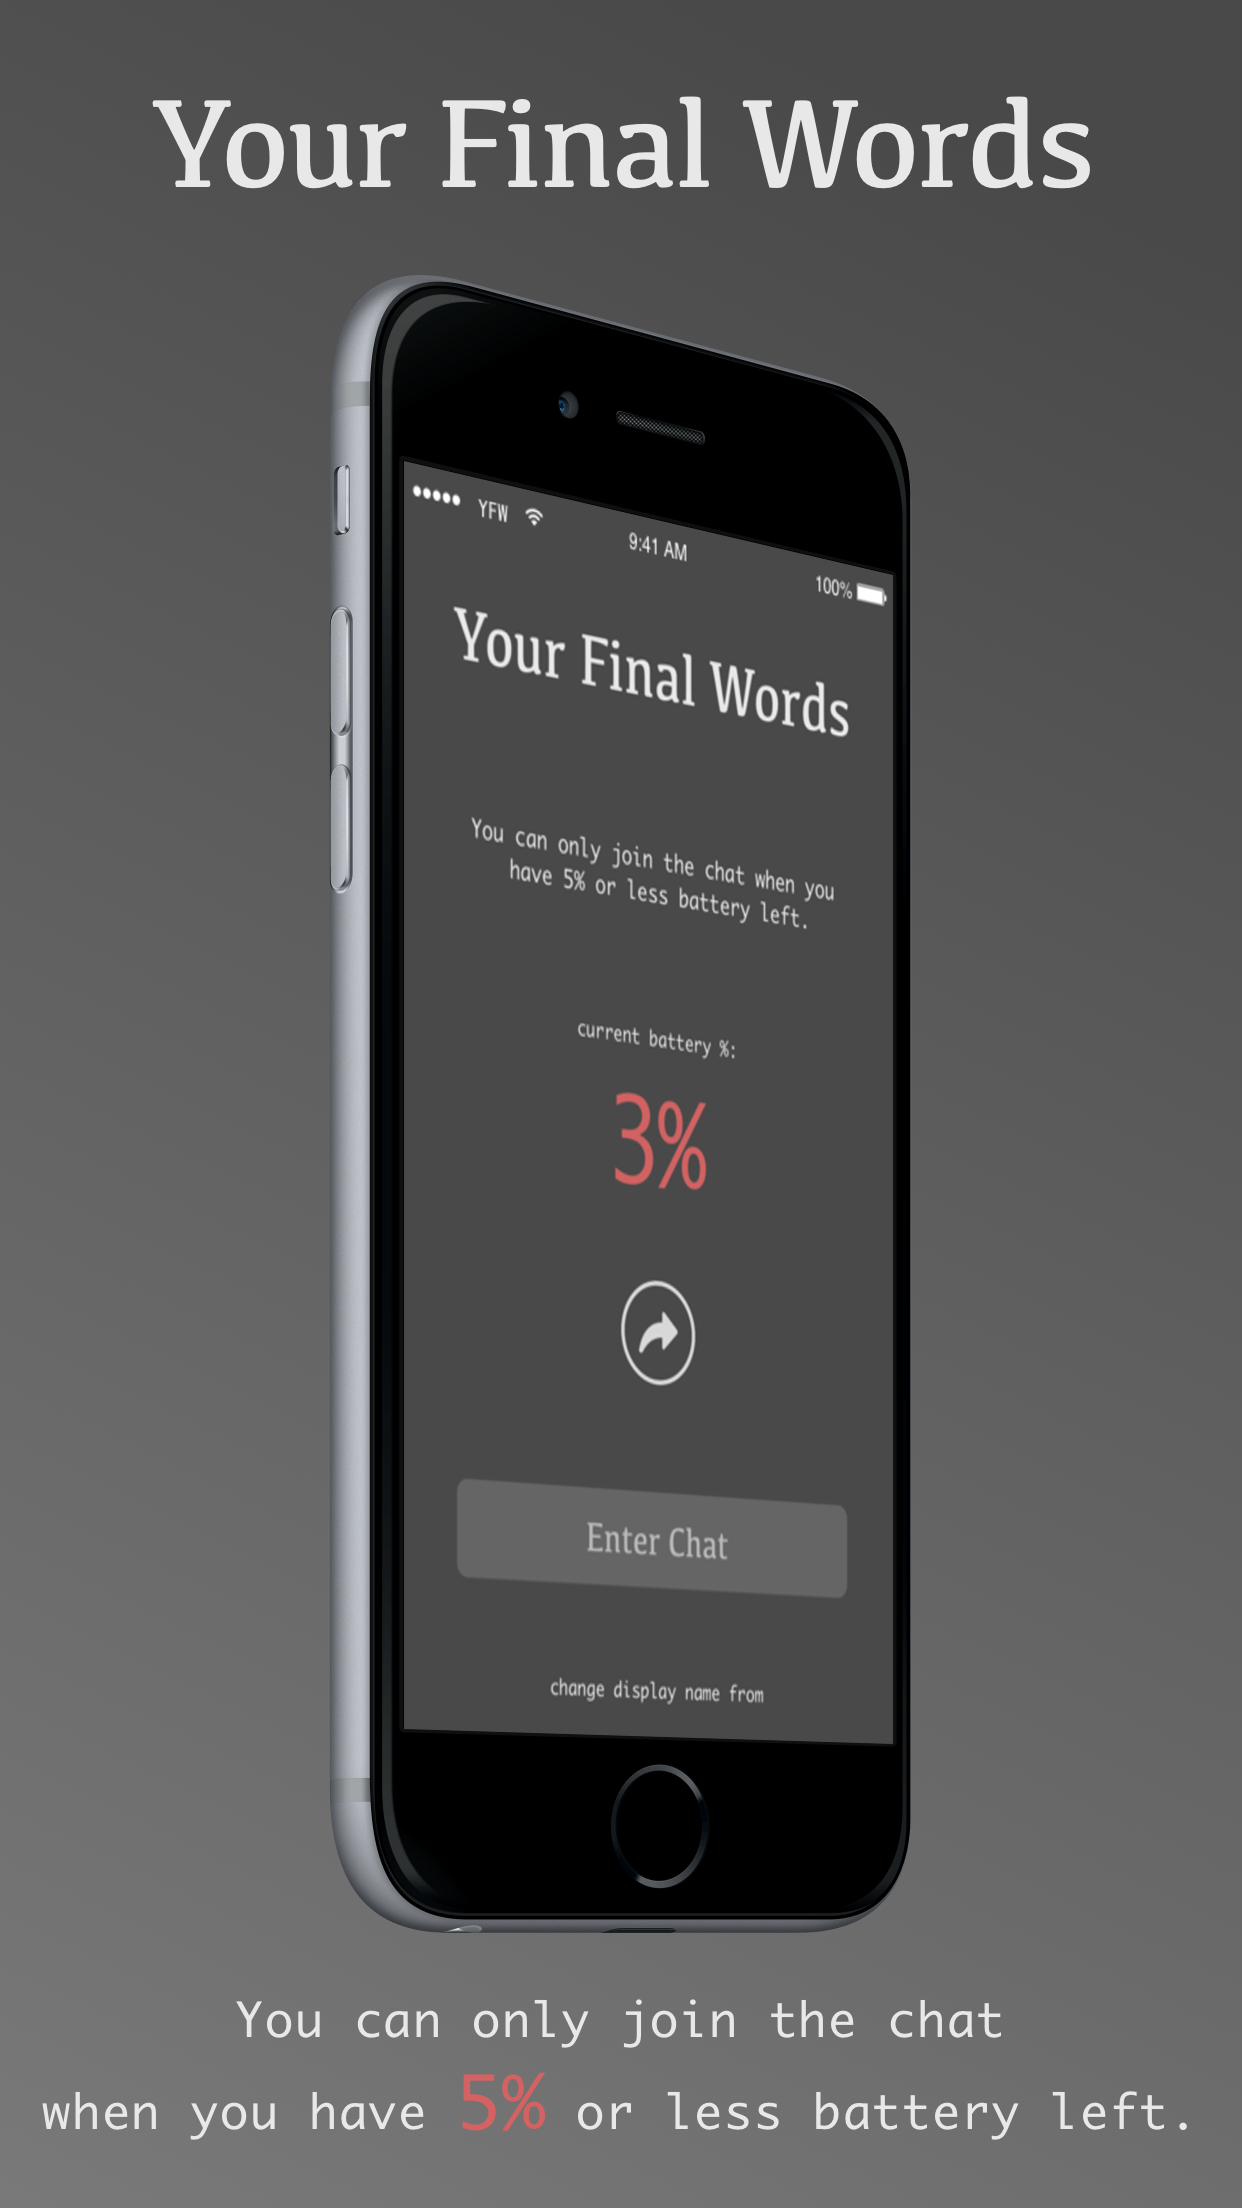 Your Final Words
YFW
9:41 AM
100%
Your Final Words
You can only join the chat when you
have 5% or less battery left.
current battery %:
3%
Enter Chat
change display name from
You can only join the chat
when you have 5% or less battery left.